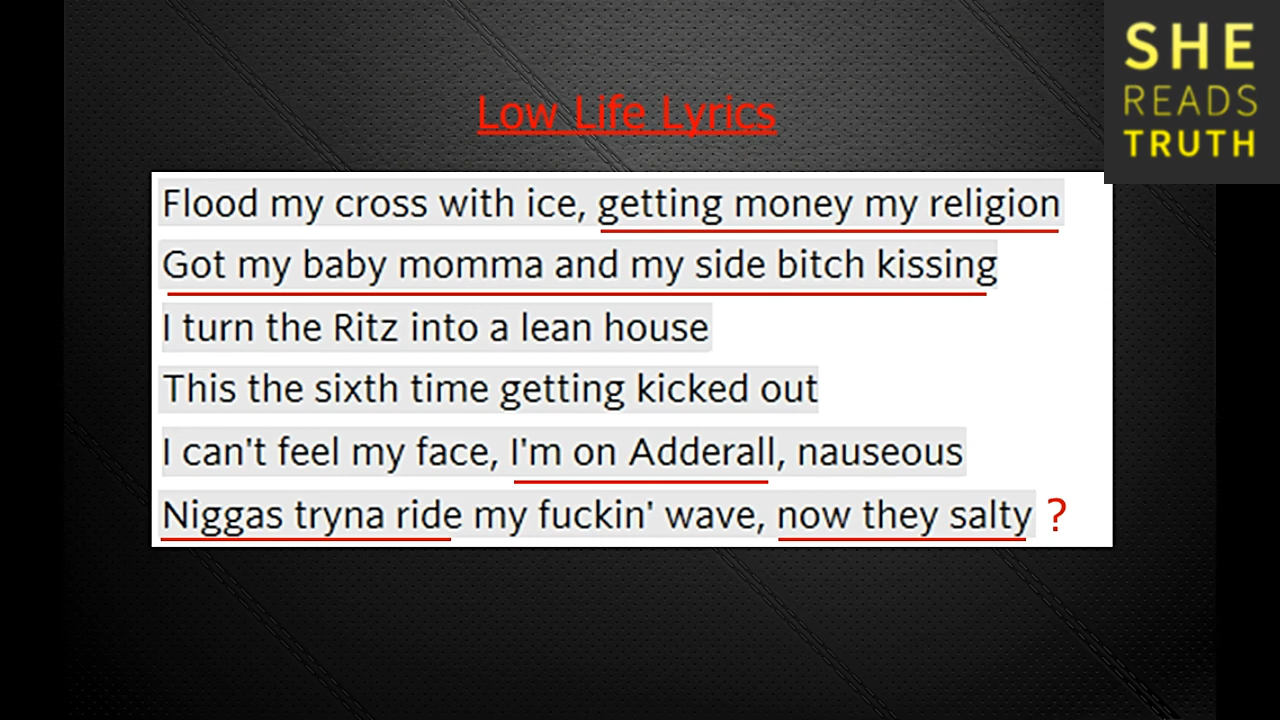 SHE
READS
TRUTH
Low Life Lyrics
Flood my cross with ice, getting money my religion
Got my baby momma and my side bitch kissing
I turn the Ritz into a lean house
This the sixth time getting kicked out
I can't feel my face, I'm on Adderall, nauseous
Niggas tryna ride my fuckin' wave, now they salty ?